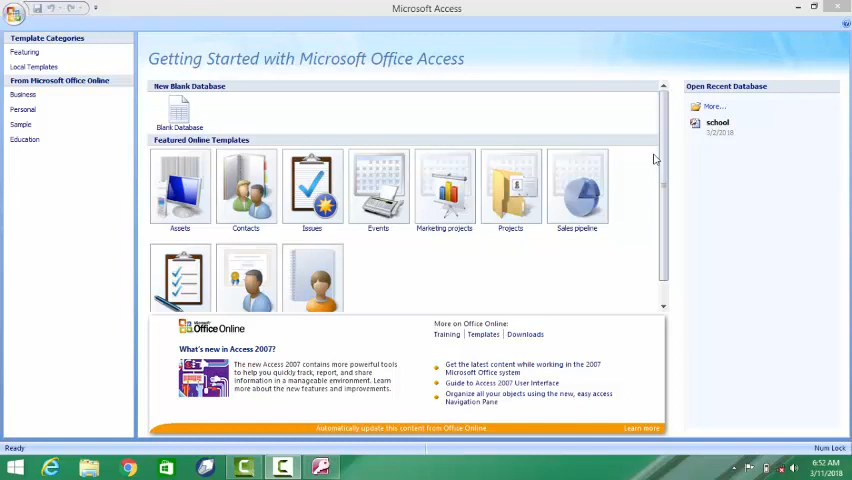 Microsoft Access
Template Categories
Featuring
Local Templates
From Microsoft Office Online
Business
Personal
Sample
Education
Getting Started with Microsoft Office Access
New Blank Database
Blank Database
Featured Online Templates
Assets
Contacts
Issues
Events
Marketing projects
Projects
Sales pipeline
Microsoft
Office Online
What's new in Access 2007?
The new Access 2007 contains more powerful tools
to help you quickly track, report, and share
information in a manageable environment. Learn
more about the new features and improvements.
More on Office Online:
Training | Templates | Downloads
Get the latest content while working in the 2007
Microsoft Office system
Guide to Access 2007 User Interface
Organize all your objects using the new, easy access
Navigation Pane
Automatically update this content from Office Online
Learn more
Open Recent Database
More...
school
3/2/2018
Ready
Num Lock
6:52 AM
3/11/2018